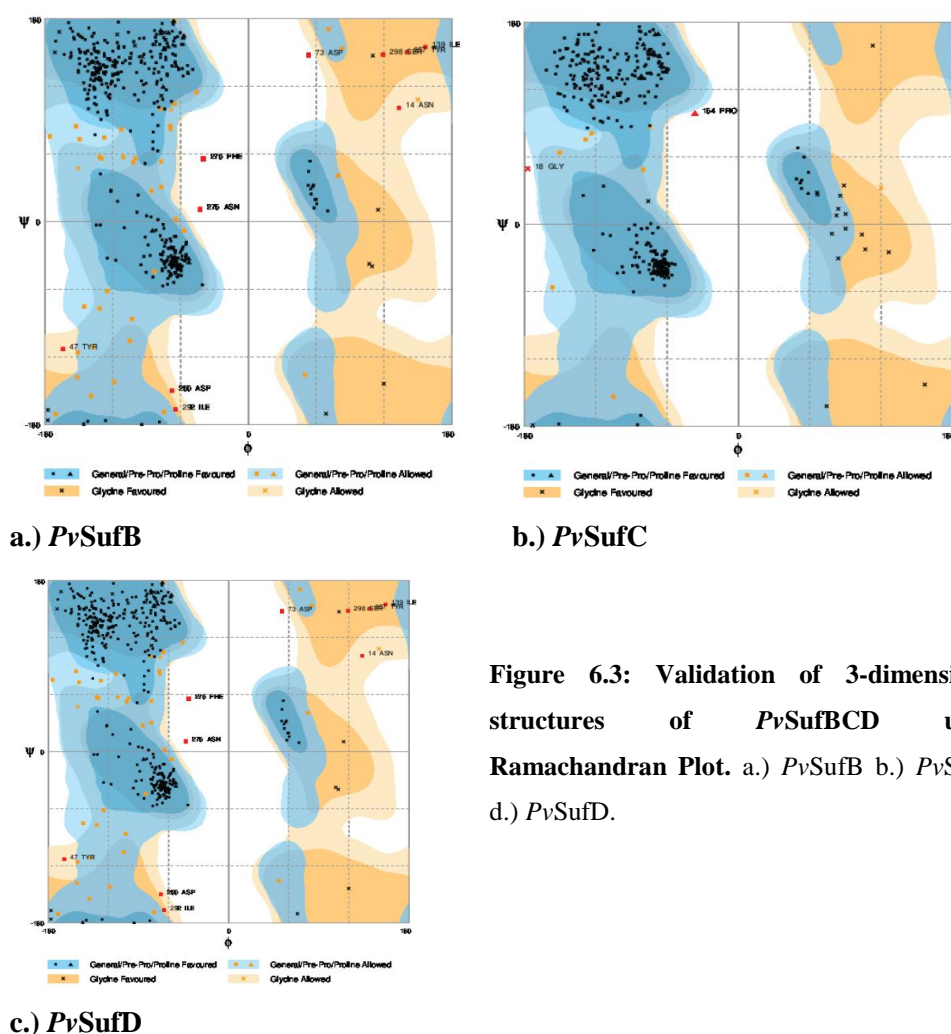 180
73 ASP
298 SER
TYR
139 ILE
14 ASN
276 PHE
ψ 0
275 ASN
47 TYR
ASP
ILE
-180
-180 0 180
Φ
General/Pre-Pro/Proline Favoured General/Pre-Pro/Proline Allowed
Glycine Favoured Glycine Allowed
a.) PvSufB
180
PRO
18 GLY
ψ 0
-180
-180 0 180
Φ
General/Pre-Pro/Proline Favoured General/Pre-Pro/Proline Allowed
Glycine Favoured Glycine Allowed
b.) PvSufC
180
73 ASP
298 SER
TYR
139 ILE
14 ASN
276 PHE
ψ 0
275 ASN
47 TYR
ASP
ILE
-180
-180 0 180
Φ
General/Pre-Pro/Proline Favoured General/Pre-Pro/Proline Allowed
Glycine Favoured Glycine Allowed
c.) PvSufD
Figure 6.3: Validation of 3-dimensi
structures of PvSufBCD u
Ramachandran Plot. a.) PvSufB b.) PvS
d.) PvSufD.